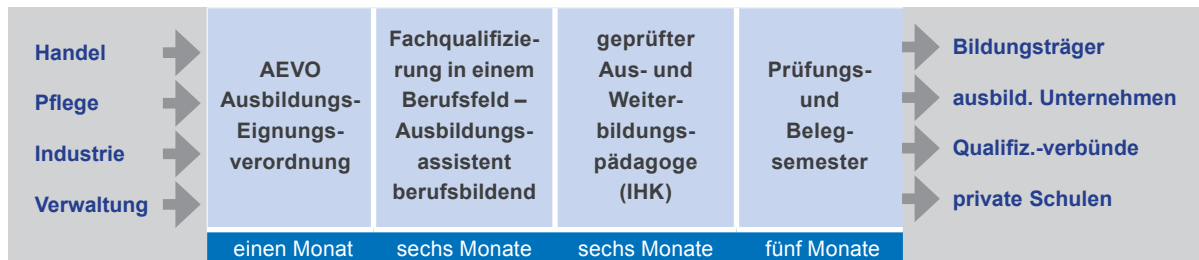 Handel
Pflege
Industrie
Verwaltung
AEVO
Ausbildungs-
Eignungs-
verordnung
einen Monat
Fachqualifizie-
rung in einem
Berufsfeld –
Ausbildungs-
assistent
berufsbildend
sechs Monate
geprüfter
Aus- und
Weiter-
bildungs-
pädagoge
(IHK)
sechs Monate
Prüfungs-
und
Beleg-
semester
fünf Monate
Bildungsträger
ausbild. Unternehmen
Qualifiz.-verbünde
private Schulen